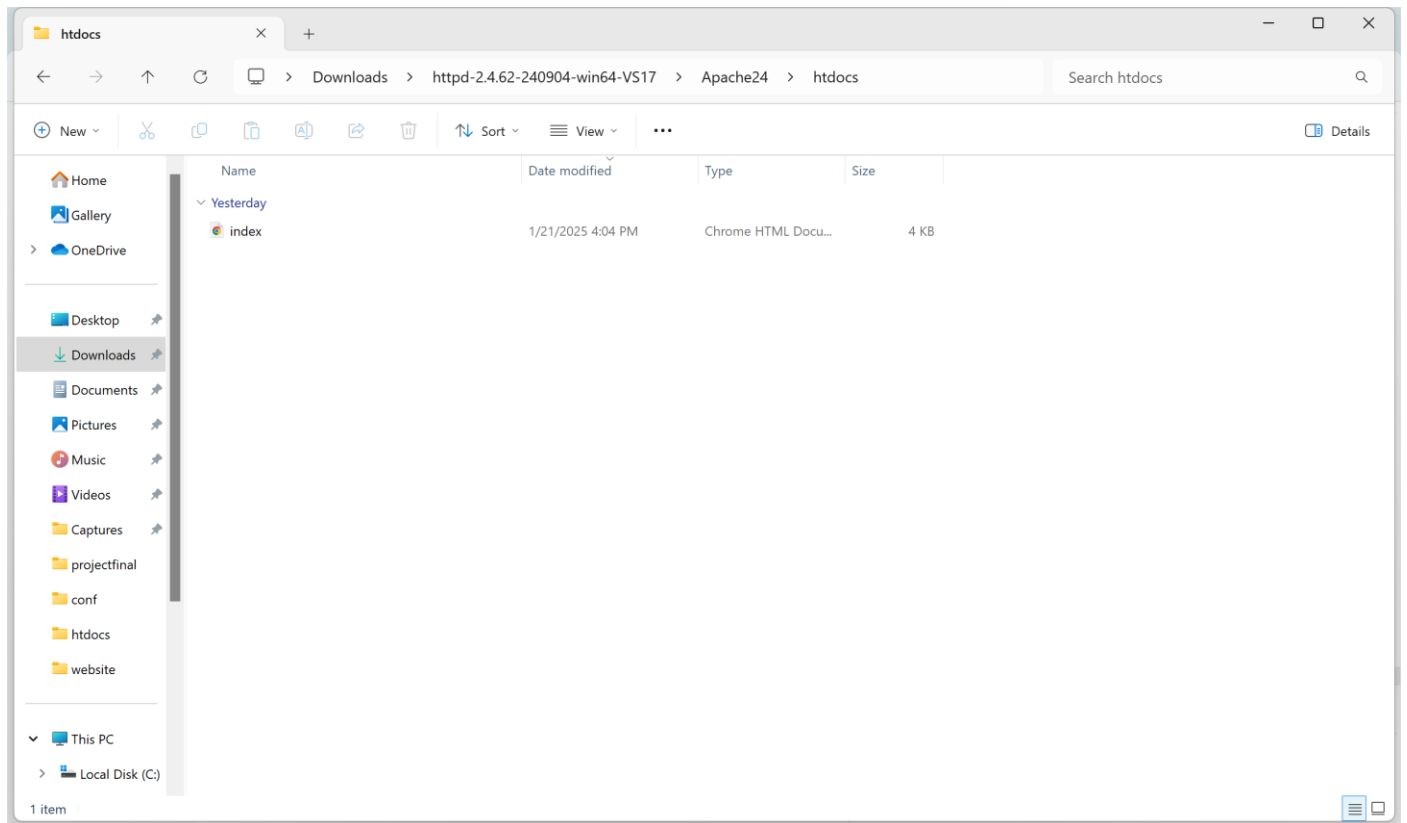 htdocs
Downloads > httpd-2.4.62-240904-win64-VS17 > Apache24 > htdocs
Search htdocs
New
Sort
View
Details
Home
Gallery
OneDrive
Desktop
Downloads
Documents
Pictures
Music
Videos
Captures
projectfinal
conf
htdocs
website
This PC
Local Disk (C:)
Name Date modified Type Size
Yesterday
index 1/21/2025 4:04 PM Chrome HTML Docu... 4 KB
1 item